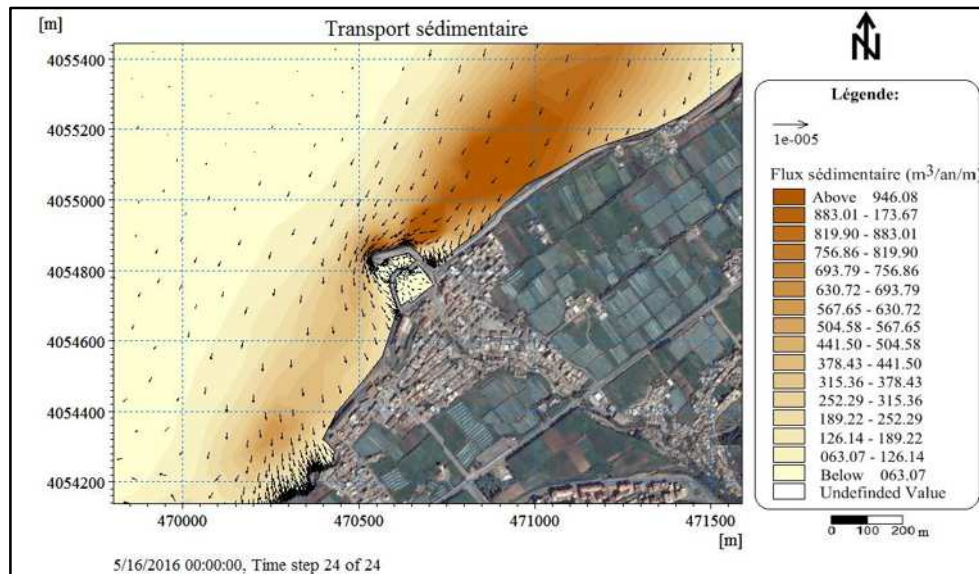 [m]
Transport sédimentaire
4055400
4055200
4055000
4054800
4054600
4054400
4054200
470000
470500
471000
471500
[m]
5/16/2016 00:00:00, Time step 24 of 24
N
Légende:
1e-005
Flux sédimentaire (m³/an/m)
Above 946.08
883.01 - 173.67
819.90 - 883.01
756.86 - 819.90
693.79 - 756.86
630.72 - 693.79
567.65 - 630.72
504.58 - 567.65
441.50 - 504.58
378.43 - 441.50
315.36 - 378.43
252.29 - 315.36
189.22 - 252.29
126.14 - 189.22
063.07 - 126.14
Below 063.07
Undefinded Value
0 100 200 m